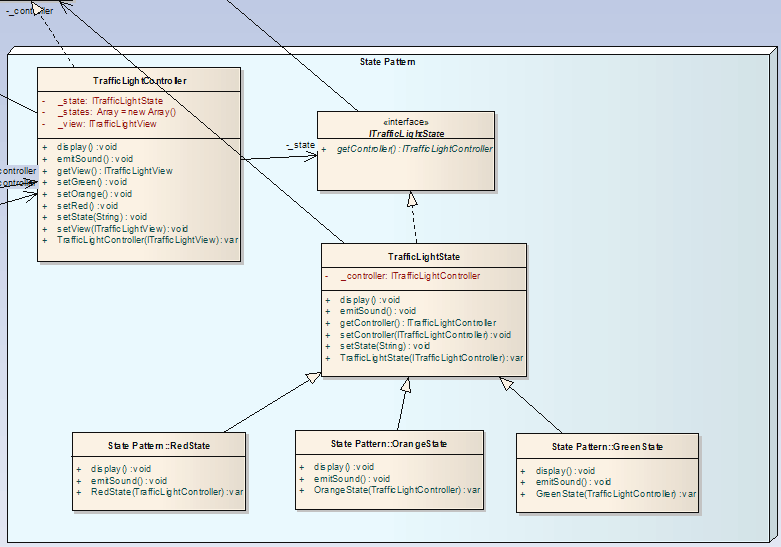 -_controller
State Pattern
TrafficLightController
- _state: ITrafficLightState
- _states: Array = new Array()
- _view: ITrafficLightView
+ display() : void
+ emitSound() : void
+ getView() : ITrafficLightView
+ setGreen() : void
+ setOrange() : void
+ setRed() : void
+ setState(String) : void
+ setView(ITrafficLightView) : void
+ TrafficLightController(ITrafficLightView) : var
controller
controller
-_state
«interface»
ITrafficLightState
+ getController() : ITrafficLightController
TrafficLightState
- _controller: ITrafficLightController
+ display() : void
+ emitSound() : void
+ getController() : ITrafficLightController
+ setController(ITrafficLightController) : void
+ setState(String) : void
+ TrafficLightState(ITrafficLightController) : var
State Pattern::RedState
+ display() : void
+ emitSound() : void
+ RedState(TrafficLightController) : var
State Pattern::OrangeState
+ display() : void
+ emitSound() : void
+ OrangeState(TrafficLightController) : var
State Pattern::GreenState
+ display() : void
+ emitSound() : void
+ GreenState(TrafficLightController) : var